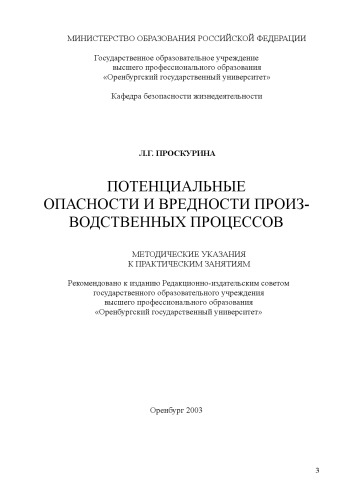 МИНИСТЕРСТВО ОБРАЗОВАНИЯ РОССИЙСКОЙ ФЕДЕРАЦИИ
Государственное образовательное учреждение
высшего профессионального образования
«Оренбургский государственный университет»
Кафедра безопасности жизнедеятельности
Л.Г. ПРОСКУРИНА
ПОТЕНЦИАЛЬНЫЕ
ОПАСНОСТИ И ВРЕДНОСТИ ПРОИЗ-
ВОДСТВЕННЫХ ПРОЦЕССОВ
МЕТОДИЧЕСКИЕ УКАЗАНИЯ
К ПРАКТИЧЕСКИМ ЗАНЯТИЯМ
Рекомендовано к изданию Редакционно-издательским советом
государственного образовательного учреждения
высшего профессионального образования
«Оренбургский государственный университет»
Оренбург 2003
3